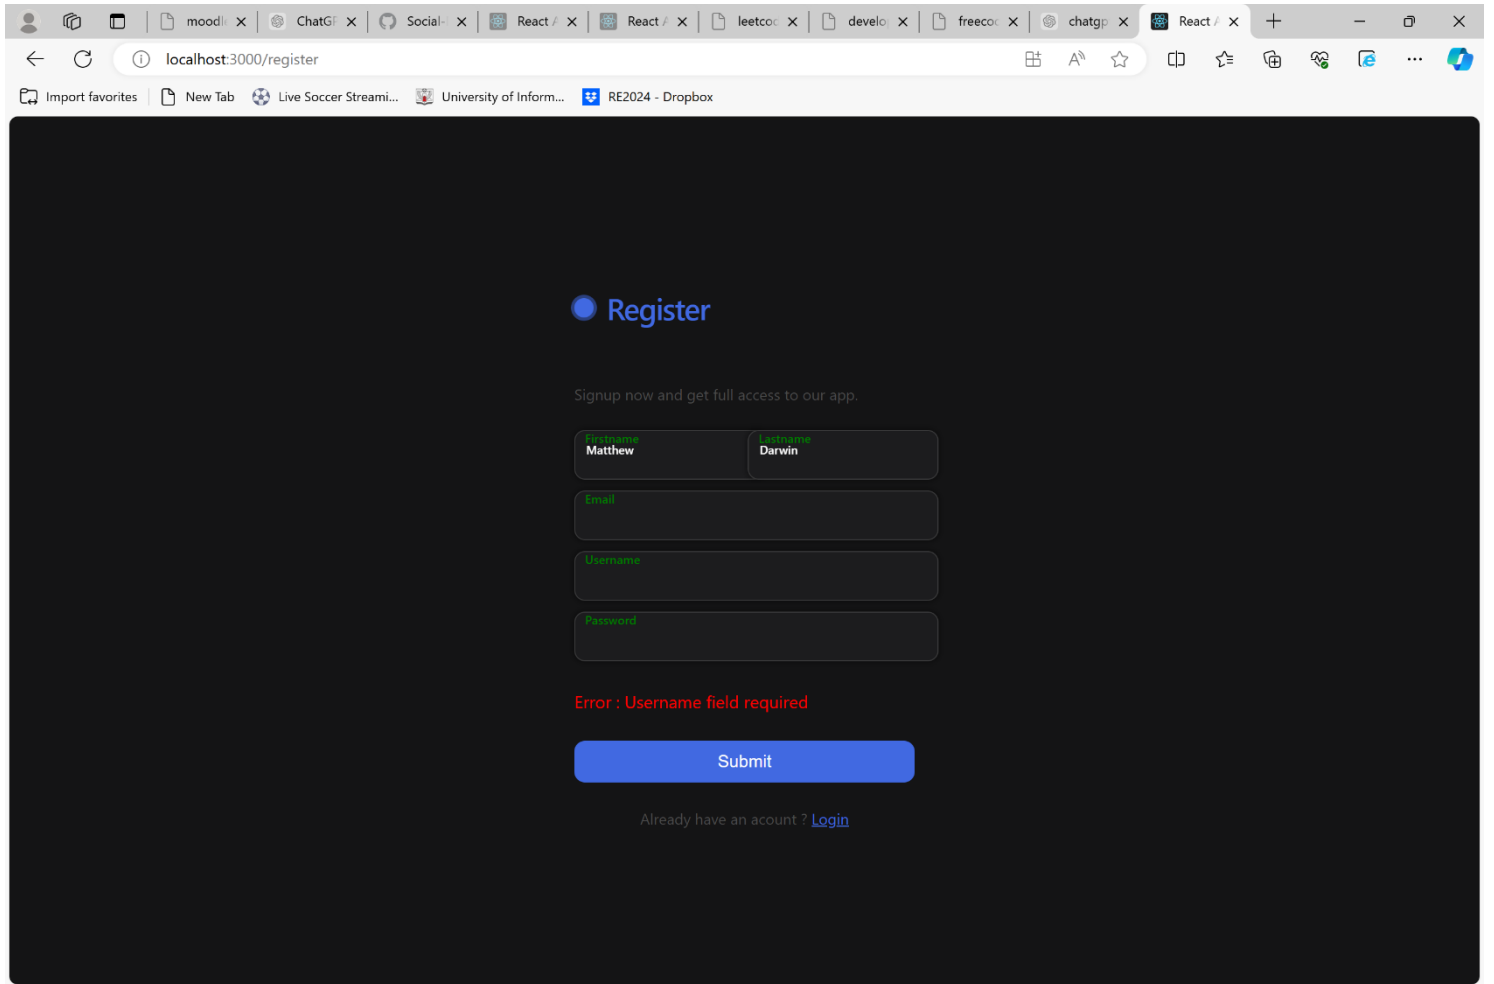 moodl ChatGF Social- React A React A leetcoc develo freecoc chatgp React A
localhost:3000/register
Import favorites New Tab Live Soccer Streami... University of Inform... RE2024 - Dropbox
Register
Signup now and get full access to our app.
Firstname Lastname
Matthew Darwin
Email
Username
Password
Error : Username field required
Submit
Already have an acount ? Login